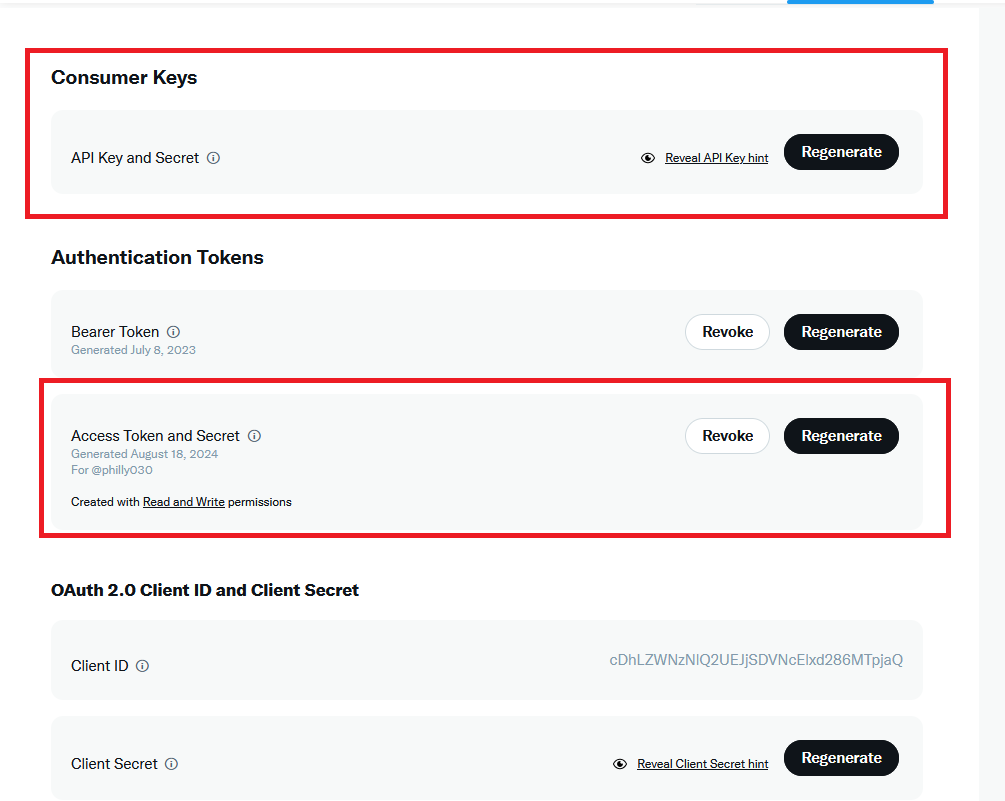 Consumer Keys
API Key and Secret
Reveal API Key hint
Regenerate
Authentication Tokens
Bearer Token
Generated July 8, 2023
Revoke
Regenerate
Access Token and Secret
Generated August 18, 2024
For @philly030
Created with Read and Write permissions
Revoke
Regenerate
OAuth 2.0 Client ID and Client Secret
Client ID
cDhLZWNzNlQ2UEJjSDVNcElxd286MTpjaQ
Client Secret
Reveal Client Secret hint
Regenerate